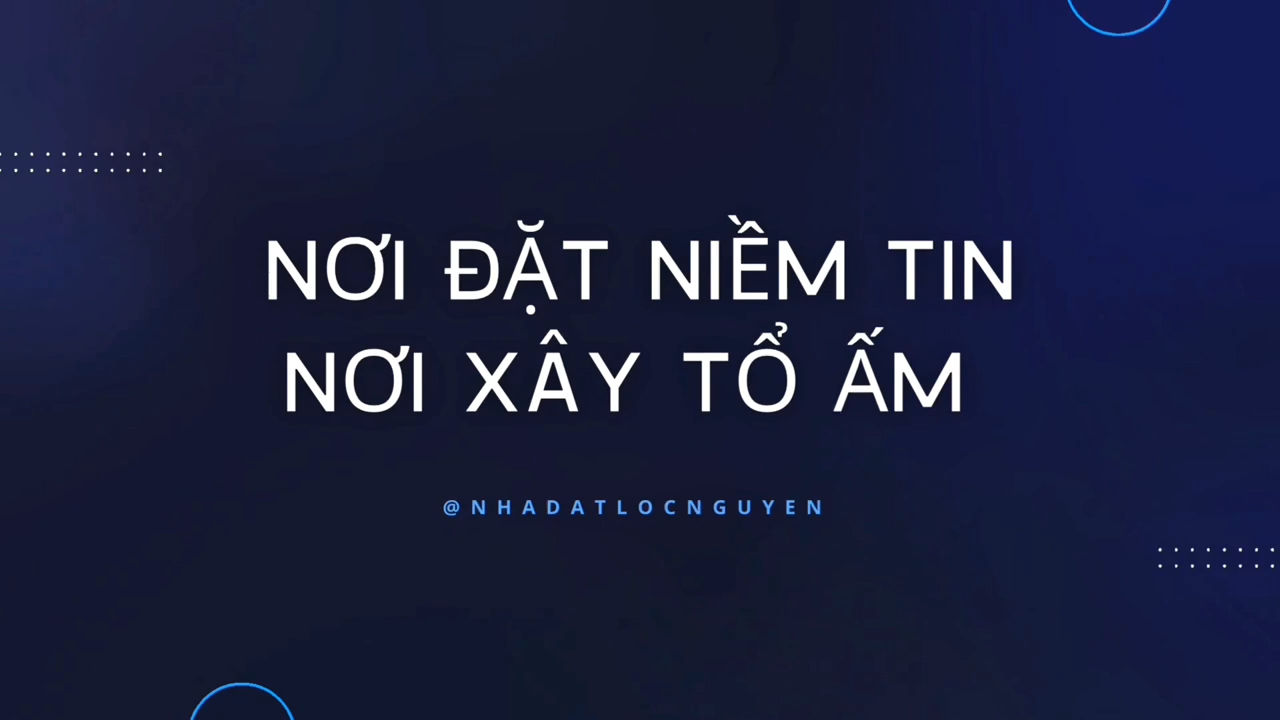 NƠI ĐẶT NIỀM TIN
NƠI XÂY TỔ ẤM
@NHADATLOCNGUYEN